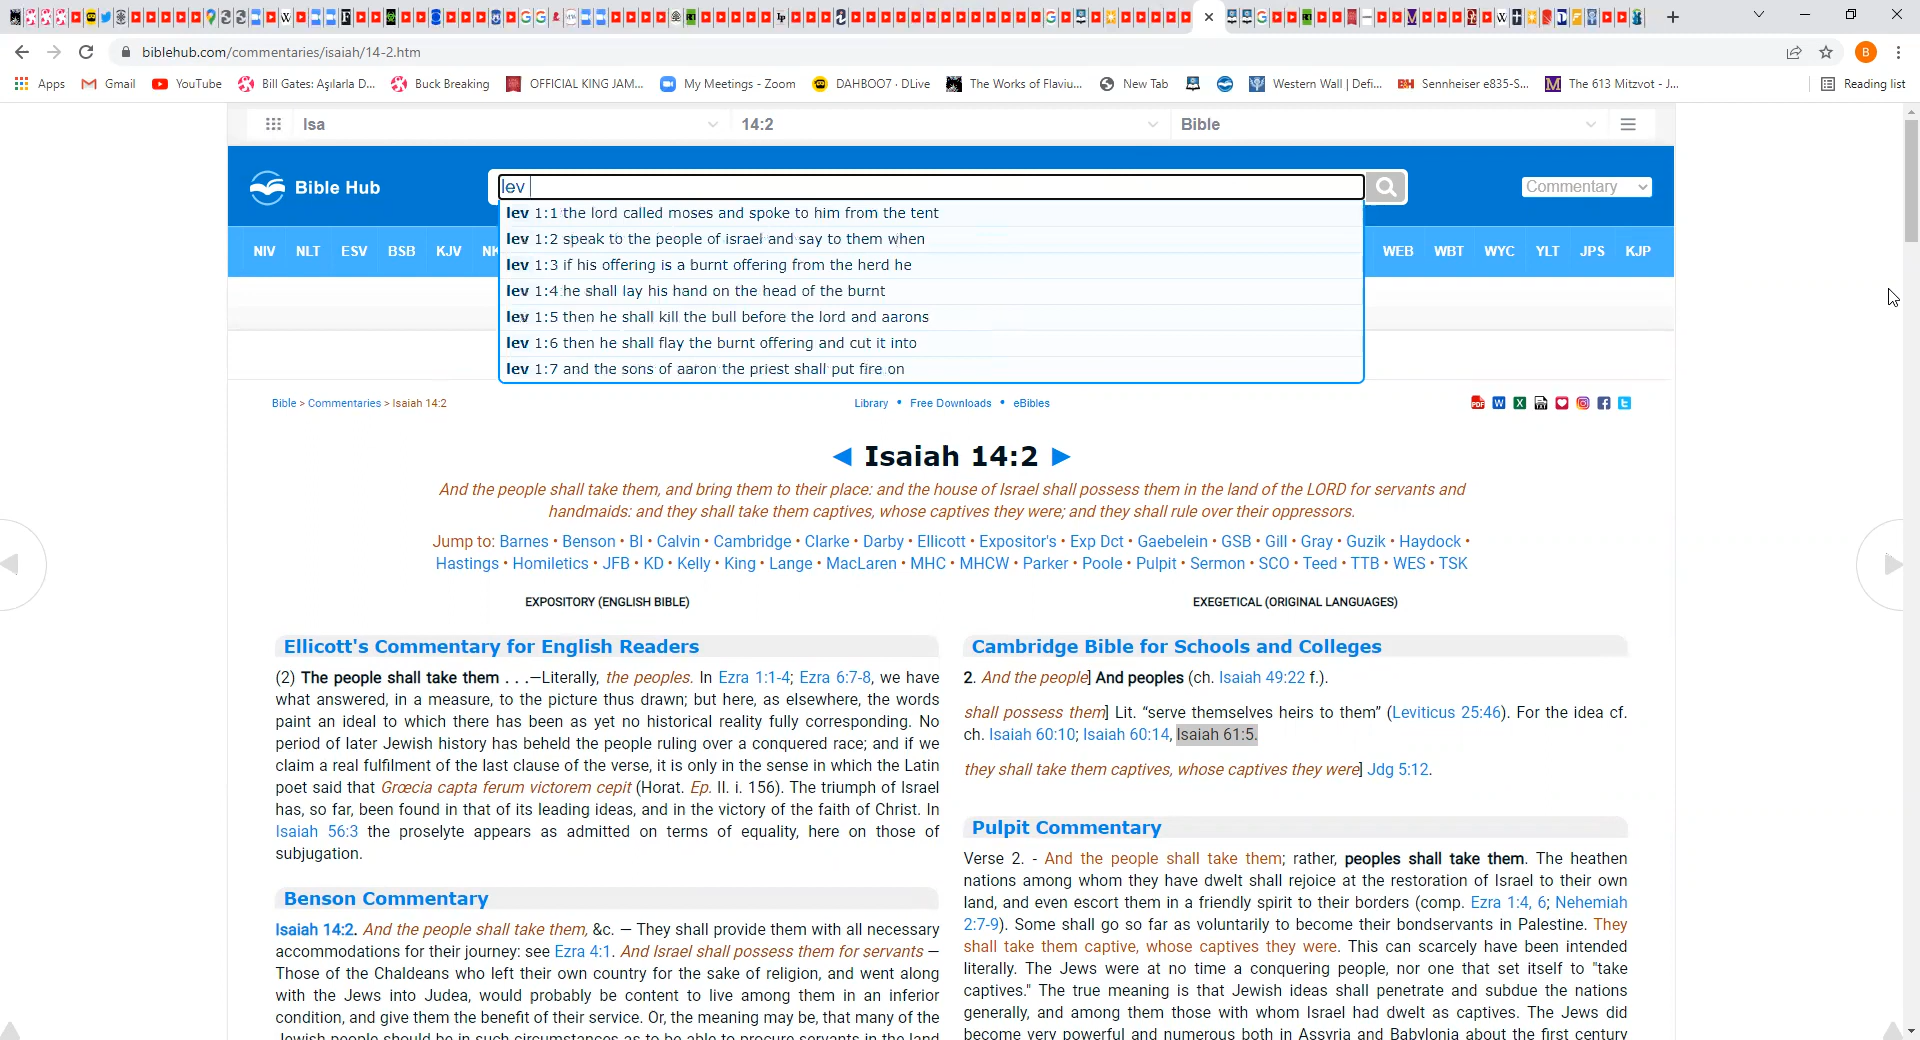 biblehub.com/commentaries/isaiah/14-2.htm
B
Apps
Gmail
YouTube
Bill Gates: Aşılarla D...
Buck Breaking
OFFICIAL KING JAM...
My Meetings - Zoom
DAHBOO7 · DLive
The Works of Flaviu...
New Tab
Western Wall | Defi...
Sennheiser e835-S...
The 613 Mitzvot - J...
Reading list
Isa
14:2
Bible
Bible Hub
lev
Commentary
NIV NLT ESV BSB KJV NK
WEB WBT WYC YLT JPS KJP
lev 1:1 the lord called moses and spoke to him from the tent
lev 1:2 speak to the people of israel and say to them when
lev 1:3 if his offering is a burnt offering from the herd he
lev 1:4 he shall lay his hand on the head of the burnt
lev 1:5 then he shall kill the bull before the lord and aarons
lev 1:6 then he shall flay the burnt offering and cut it into
lev 1:7 and the sons of aaron the priest shall put fire on
Bible > Commentaries > Isaiah 14:2
Library • Free Downloads • eBibles
◄ Isaiah 14:2 ►
And the people shall take them, and bring them to their place: and the house of Israel shall possess them in the land of the LORD for servants and
handmaids: and they shall take them captives, whose captives they were; and they shall rule over their oppressors.
Jump to: Barnes • Benson • BI • Calvin • Cambridge • Clarke • Darby • Ellicott • Expositor's • Exp Dct • Gaebelein • GSB • Gill • Gray • Guzik • Haydock •
Hastings • Homiletics • JFB • KD • Kelly • King • Lange • MacLaren • MHC • MHCW • Parker • Poole • Pulpit • Sermon • SCO • Teed • TTB • WES • TSK
EXPOSITORY (ENGLISH BIBLE)
Ellicott's Commentary for English Readers
(2) The people shall take them . . .—Literally, the peoples. In Ezra 1:1-4; Ezra 6:7-8, we have
what answered, in a measure, to the picture thus drawn; but here, as elsewhere, the words
paint an ideal to which there has been as yet no historical reality fully corresponding. No
period of later Jewish history has beheld the people ruling over a conquered race; and if we
claim a real fulfilment of the last clause of the verse, it is only in the sense in which the Latin
poet said that Græcia capta ferum victorem cepit (Horat. Ep. II. i. 156). The triumph of Israel
has, so far, been found in that of its leading ideas, and in the victory of the faith of Christ. In
Isaiah 56:3 the proselyte appears as admitted on terms of equality, here on those of
subjugation.
Benson Commentary
Isaiah 14:2. And the people shall take them, &c. — They shall provide them with all necessary
accommodations for their journey: see Ezra 4:1. And Israel shall possess them for servants —
Those of the Chaldeans who left their own country for the sake of religion, and went along
with the Jews into Judea, would probably be content to live among them in an inferior
condition, and give them the benefit of their service. Or, the meaning may be, that many of the
Jewish people should be in such circumstances as to be able to procure servants in the land
EXEGETICAL (ORIGINAL LANGUAGES)
Cambridge Bible for Schools and Colleges
2. And the people] And peoples (ch. Isaiah 49:22 f.).
shall possess them] Lit. “serve themselves heirs to them” (Leviticus 25:46). For the idea cf.
ch. Isaiah 60:10; Isaiah 60:14, Isaiah 61:5.
they shall take them captives, whose captives they were] Jdg 5:12.
Pulpit Commentary
Verse 2. - And the people shall take them; rather, peoples shall take them. The heathen
nations among whom they have dwelt shall rejoice at the restoration of Israel to their own
land, and even escort them in a friendly spirit to their borders (comp. Ezra 1:4, 6; Nehemiah
2:7-9). Some shall go so far as voluntarily to become their bondservants in Palestine. They
shall take them captive, whose captives they were. This can scarcely have been intended
literally. The Jews were at no time a conquering people, nor one that set itself to "take
captives." The true meaning is that Jewish ideas shall penetrate and subdue the nations
generally, and among them those with whom Israel had dwelt as captives. The Jews did
become very powerful and numerous both in Assyria and Babylonia about the first century